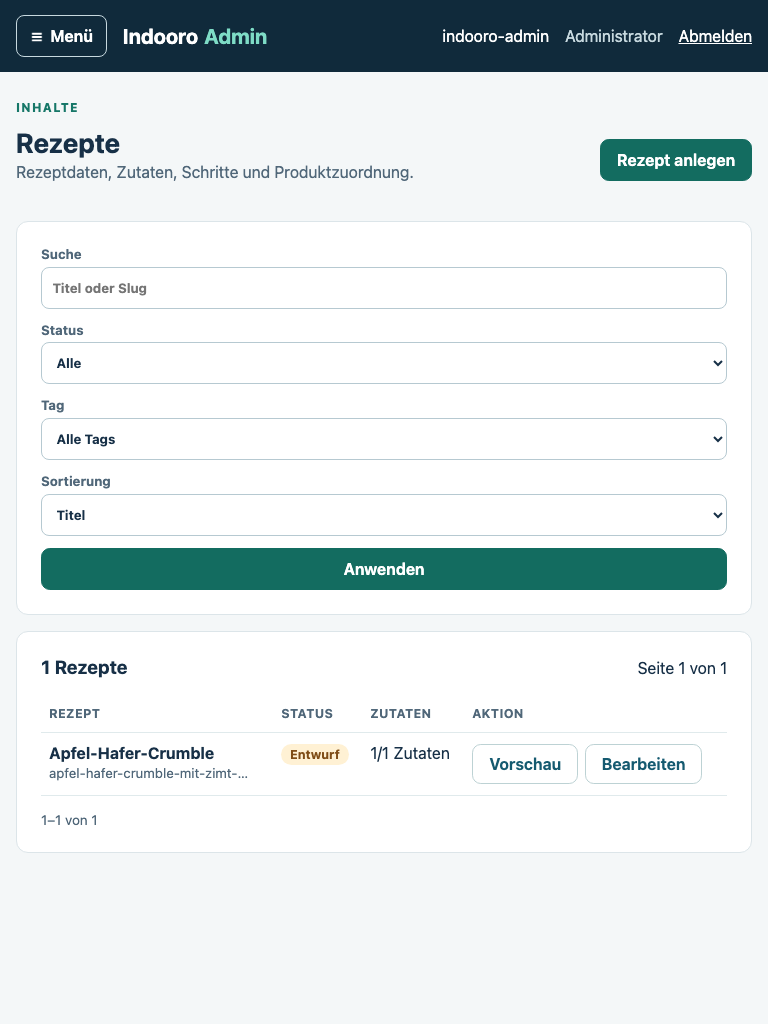 ≡ Menü Indooro Admin indooro-admin Administrator Abmelden
INHALTE
Rezepte
Rezeptdaten, Zutaten, Schritte und Produktzuordnung.
Rezept anlegen
Suche
Titel oder Slug
Status
Alle
Tag
Alle Tags
Sortierung
Titel
Anwenden
1 Rezepte Seite 1 von 1
REZEPT STATUS ZUTATEN AKTION
Apfel-Hafer-Crumble Entwurf 1/1 Zutaten Vorschau Bearbeiten
apfel-hafer-crumble-mit-zimt-...
1–1 von 1